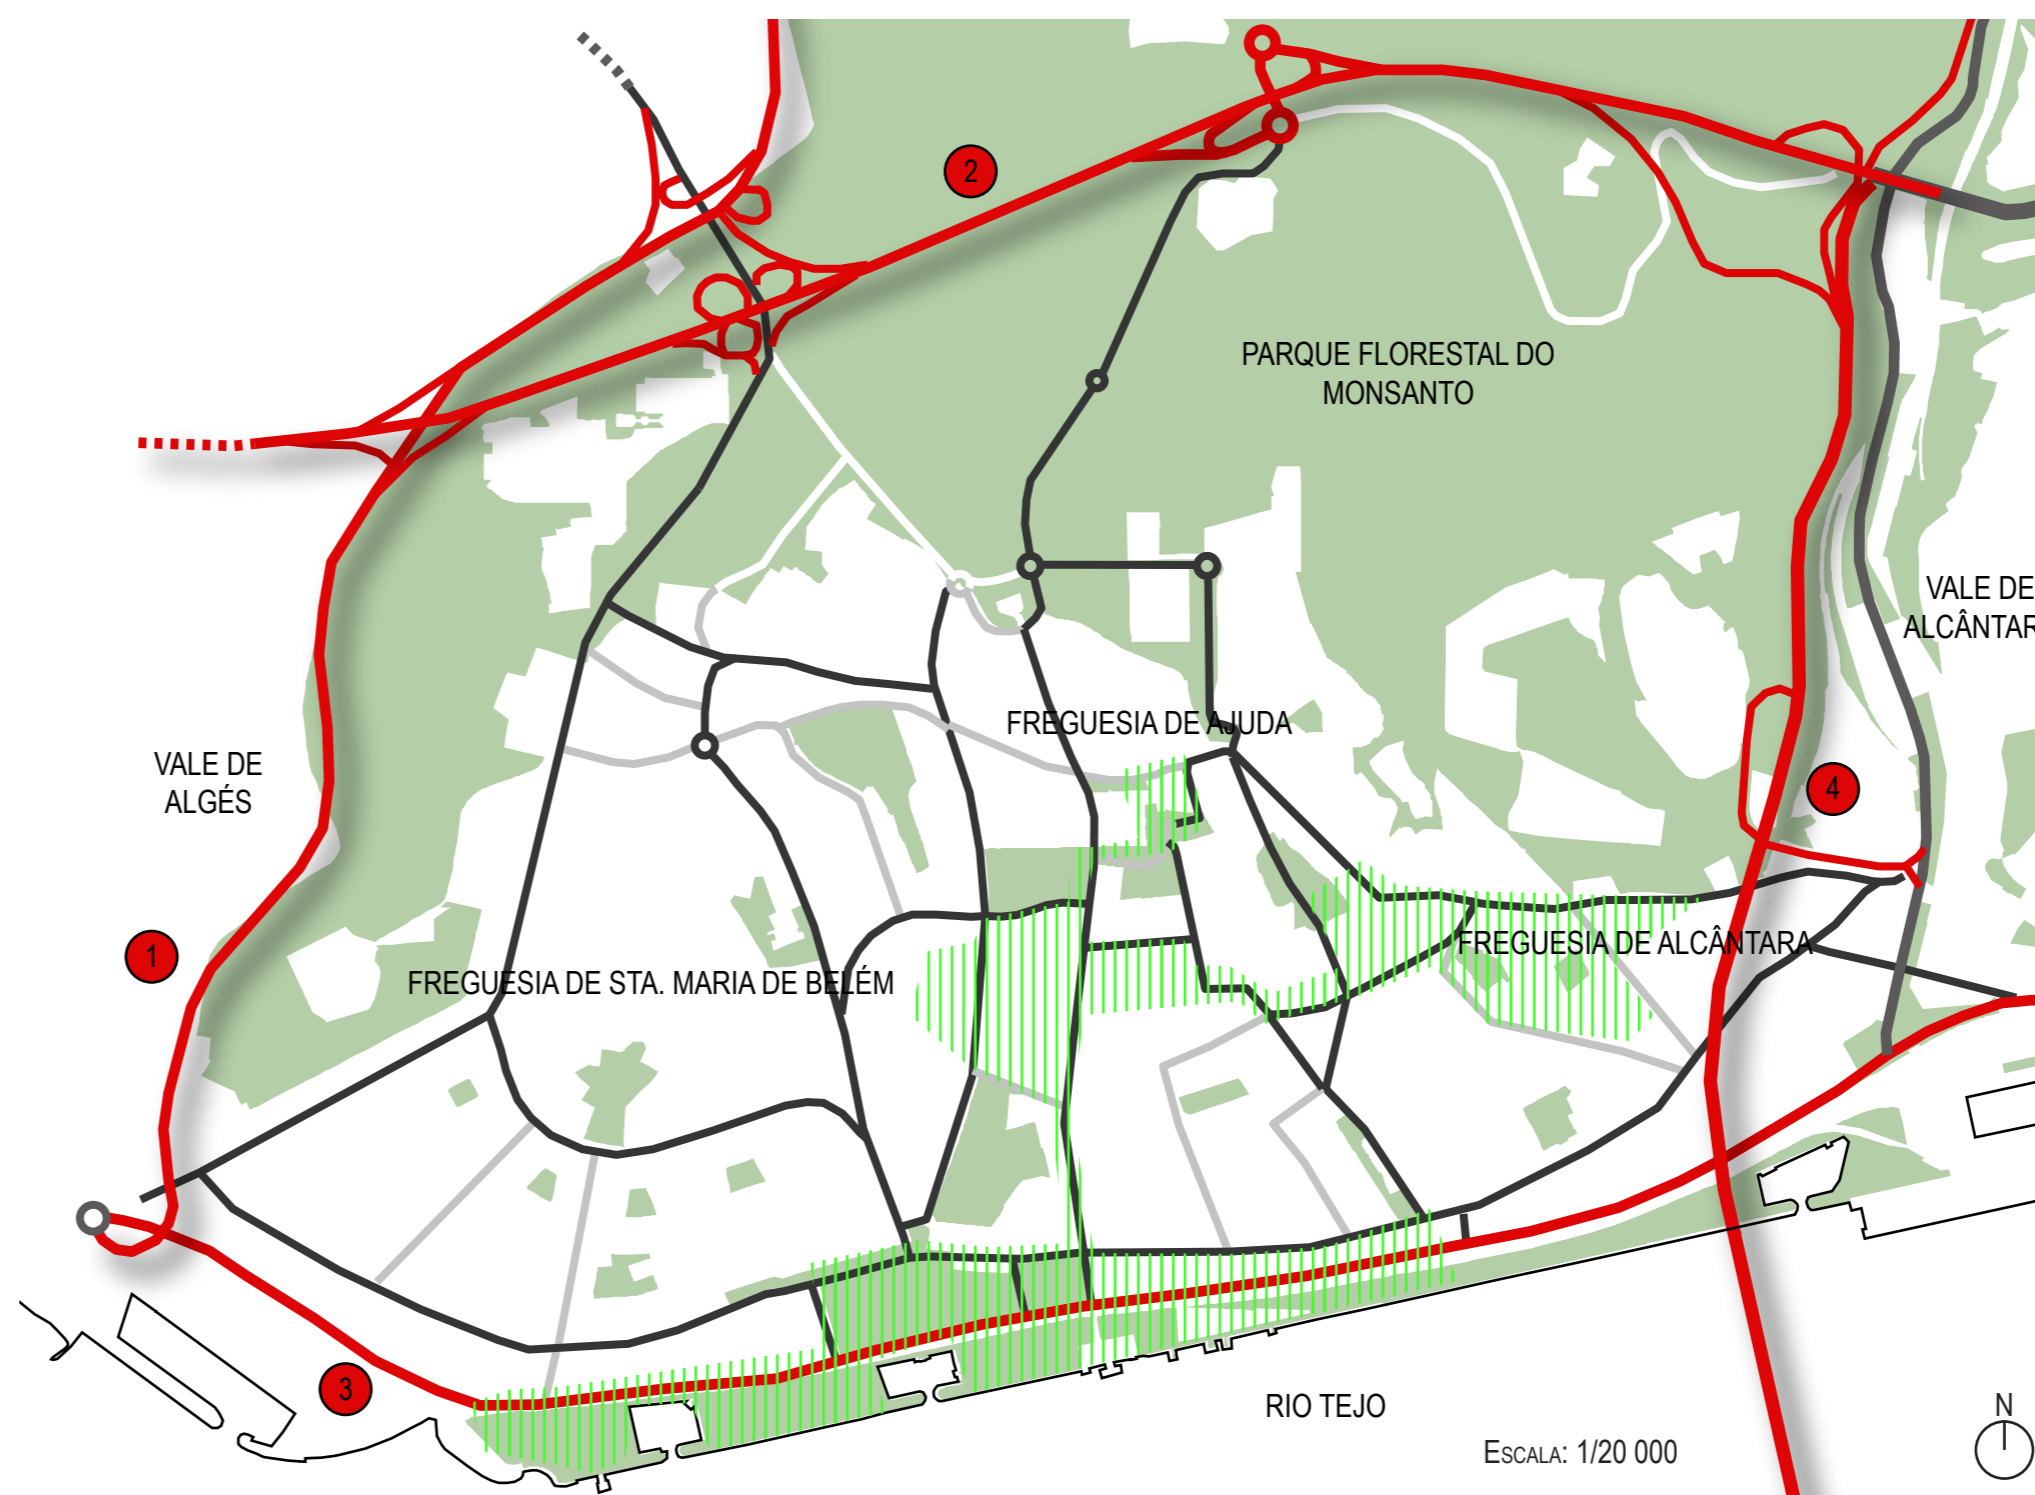 2
PARQUE FLORESTAL DO
MONSANTO
VALE DE
FREGUESIA DE AJUDA
VALE DE
ALGÉS
4
1
FREGUESIA DE ALCÂNTARA
FREGUESIA DE STA. MARIA DE BELÉM
3
RIO TEJO
N
ESCALA: 1/20 000